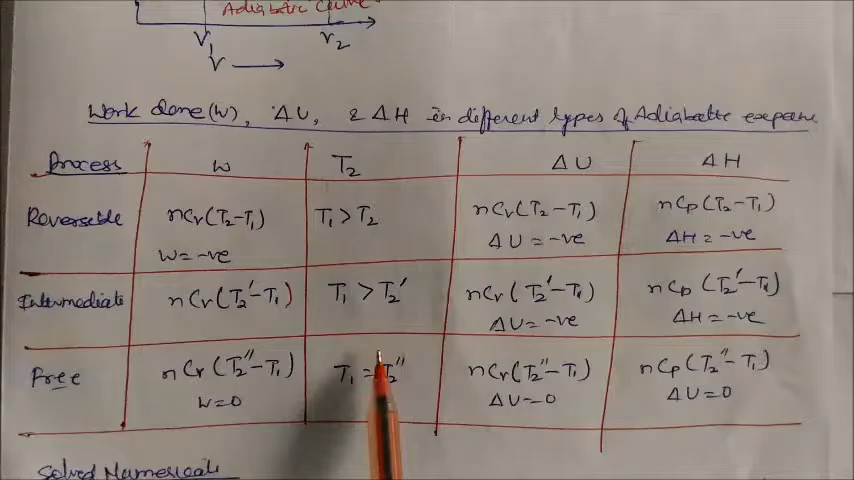 Adiabatic Curve
V₁
V₂
V →
Work done(W), ΔU, & ΔH in different types of Adiabatic expans
Process W T₂ ΔU ΔH
Reversible nCv(T₂-T₁) T₁ > T₂ nCv(T₂-T₁) nCp(T₂-T₁)
W = -ve ΔU = -ve ΔH = -ve
Intermediate nCv(T₂'-T₁) T₁ > T₂' nCv(T₂'-T₁) nCp(T₂'-T₁)
ΔU = -ve ΔH = -ve
Free nCv(T₂''-T₁) T₁ = T₂'' nCv(T₂''-T₁) nCp(T₂''-T₁)
W = 0 ΔU = 0 ΔU = 0
Solved Numericals